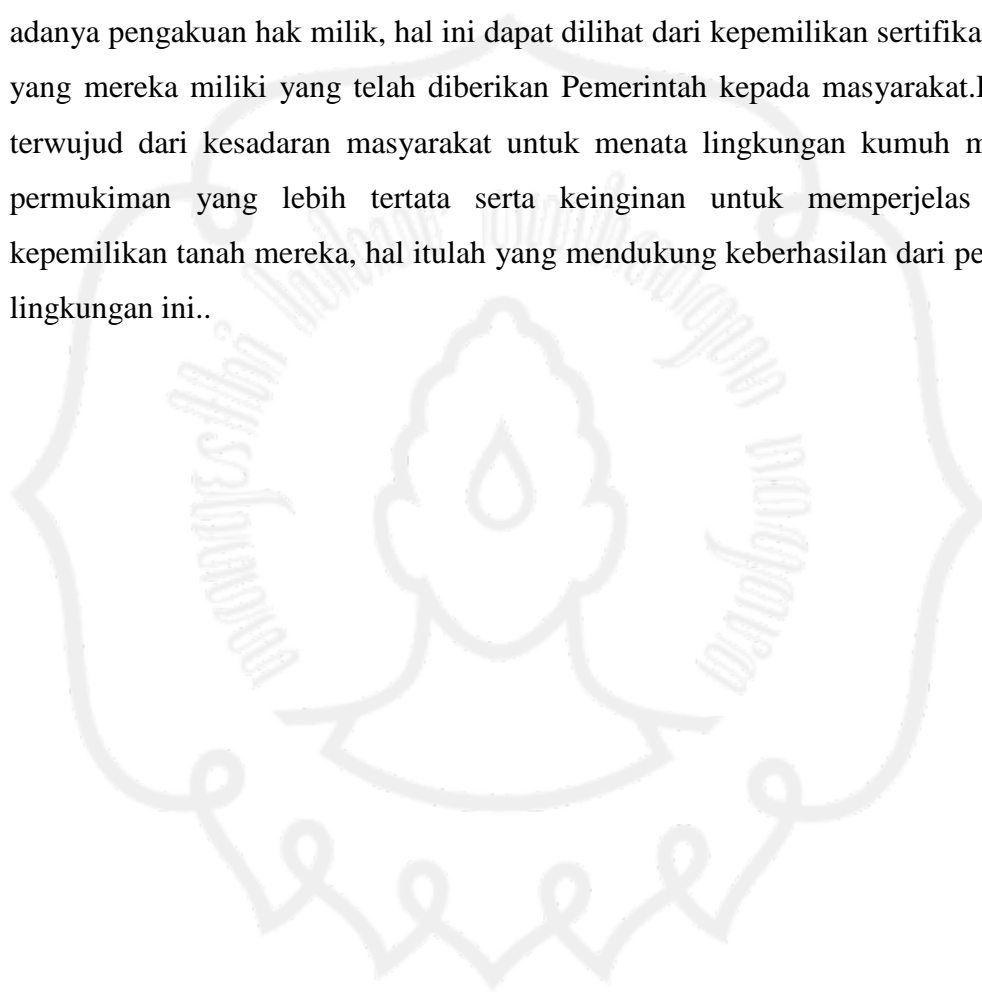 adanya pengakuan hak milik, hal ini dapat dilihat dari kepemilikan sertifika
yang mereka miliki yang telah diberikan Pemerintah kepada masyarakat.
terwujud dari kesadaran masyarakat untuk menata lingkungan kumuh m
permukiman yang lebih tertata serta keinginan untuk memperjelas
kepemilikan tanah mereka, hal itulah yang mendukung keberhasilan dari pe
lingkungan ini..